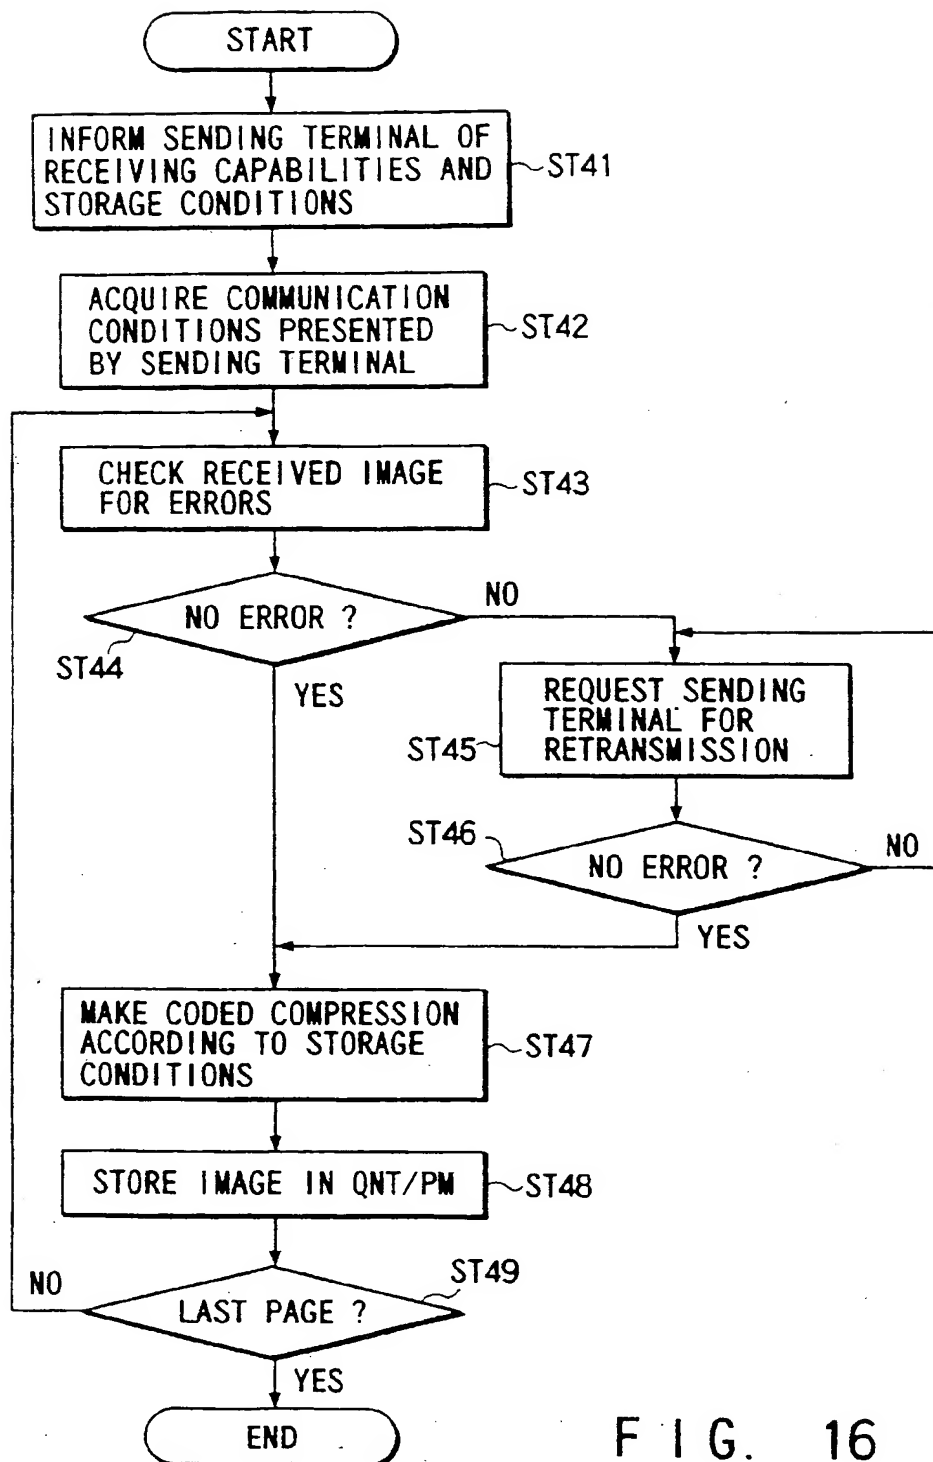 START
INFORM SENDING TERMINAL OF
RECEIVING CAPABILITIES AND
STORAGE CONDITIONS
ST41
ACQUIRE COMMUNICATION
CONDITIONS PRESENTED
BY SENDING TERMINAL
ST42
CHECK RECEIVED IMAGE
FOR ERRORS
ST43
NO ERROR ?
NO
ST44
YES
REQUEST SENDING
TERMINAL FOR
RETRANSMISSION
ST45
ST46
NO ERROR ?
NO
YES
MAKE CODED COMPRESSION
ACCORDING TO STORAGE
CONDITIONS
ST47
STORE IMAGE IN QNT/PM
ST48
ST49
NO
LAST PAGE ?
YES
END
FIG. 16